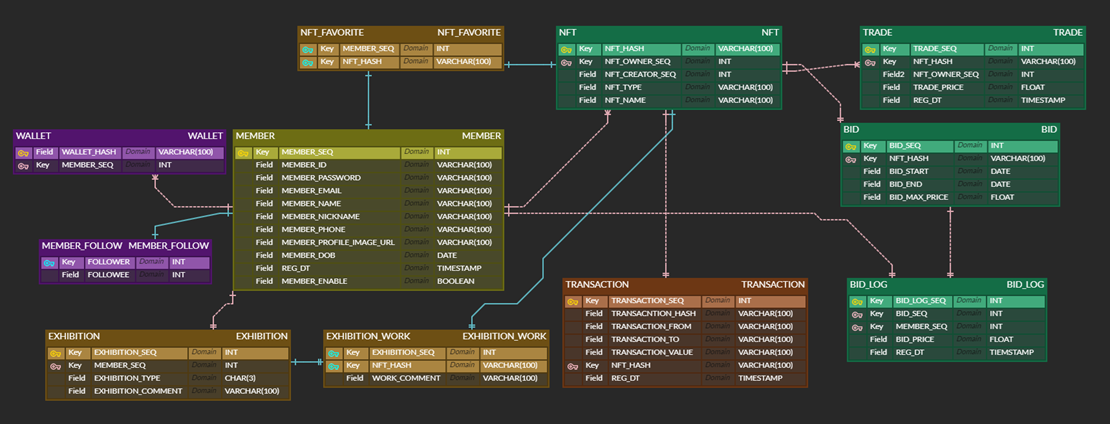 NFT_FAVORITE NFT_FAVORITE
Key MEMBER_SEQ Domain INT
Key NFT_HASH Domain VARCHAR(100)
NFT NFT
Key NFT_HASH Domain VARCHAR(100)
Key NFT_OWNER_SEQ Domain INT
Field NFT_CREATOR_SEQ Domain INT
Field NFT_TYPE Domain VARCHAR(100)
Field NFT_NAME Domain VARCHAR(100)
TRADE TRADE
Key TRADE_SEQ Domain INT
Key NFT_HASH Domain VARCHAR(100)
Field2 NFT_OWNER_SEQ Domain INT
Field TRADE_PRICE Domain FLOAT
Field REG_DT Domain TIMESTAMP
WALLET WALLET
Field WALLET_HASH Domain VARCHAR(100)
Key MEMBER_SEQ Domain INT
MEMBER MEMBER
Key MEMBER_SEQ Domain INT
Field MEMBER_ID Domain VARCHAR(100)
Field MEMBER_PASSWORD Domain VARCHAR(100)
Field MEMBER_EMAIL Domain VARCHAR(100)
Field MEMBER_NAME Domain VARCHAR(100)
Field MEMBER_NICKNAME Domain VARCHAR(100)
Field MEMBER_PHONE Domain VARCHAR(100)
Field MEMBER_PROFILE_IMAGE_URL Domain VARCHAR(100)
Field MEMBER_DOB Domain DATE
Field REG_DT Domain TIMESTAMP
Field MEMBER_ENABLE Domain BOOLEAN
BID BID
Key BID_SEQ Domain INT
Key NFT_HASH Domain VARCHAR(100)
Field BID_START Domain DATE
Field BID_END Domain DATE
Field BID_MAX_PRICE Domain FLOAT
MEMBER_FOLLOW MEMBER_FOLLOW
Key FOLLOWER Domain INT
Field FOLLOWEE Domain INT
TRANSACTION TRANSACTION
Key TRANSACTION_SEQ Domain INT
Field TRANSACNTION_HASH Domain VARCHAR(100)
Field TRANSACTION_FROM Domain VARCHAR(100)
Field TRANSACTION_TO Domain VARCHAR(100)
Field TRANSACTION_VALUE Domain VARCHAR(100)
Key NFT_HASH Domain VARCHAR(100)
Field REG_DT Domain TIMESTAMP
BID_LOG BID_LOG
Key BID_LOG_SEQ Domain INT
Key BID_SEQ Domain INT
Key MEMBER_SEQ Domain INT
Field BID_PRICE Domain FLOAT
Field REG_DT Domain TIEMSTAMP
EXHIBITION EXHIBITION
Key EXHIBITION_SEQ Domain INT
Key MEMBER_SEQ Domain INT
Field EXHIBITION_TYPE Domain CHAR(3)
Field EXHIBITION_COMMENT Domain VARCHAR(100)
EXHIBITION_WORK EXHIBITION_WORK
Key EXHIBITION_SEQ Domain INT
Key NFT_HASH Domain VARCHAR(100)
Field WORK_COMMENT Domain VARCHAR(100)